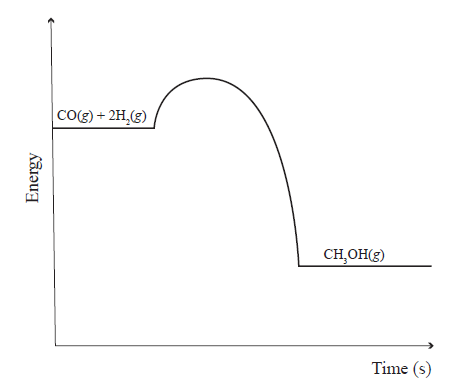 CO(g) + 2H₂(g)
Energy
CH₃OH(g)
Time (s)